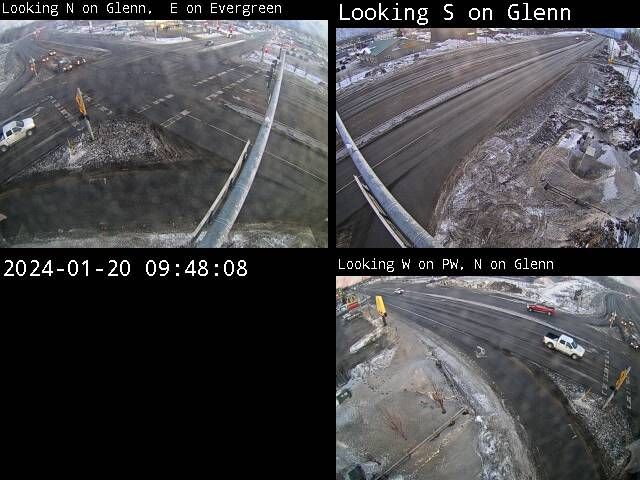 Looking N on Glenn,  E on Evergreen
Looking S on Glenn
2024-01-20 09:48:08
Looking W on PW, N on Glenn